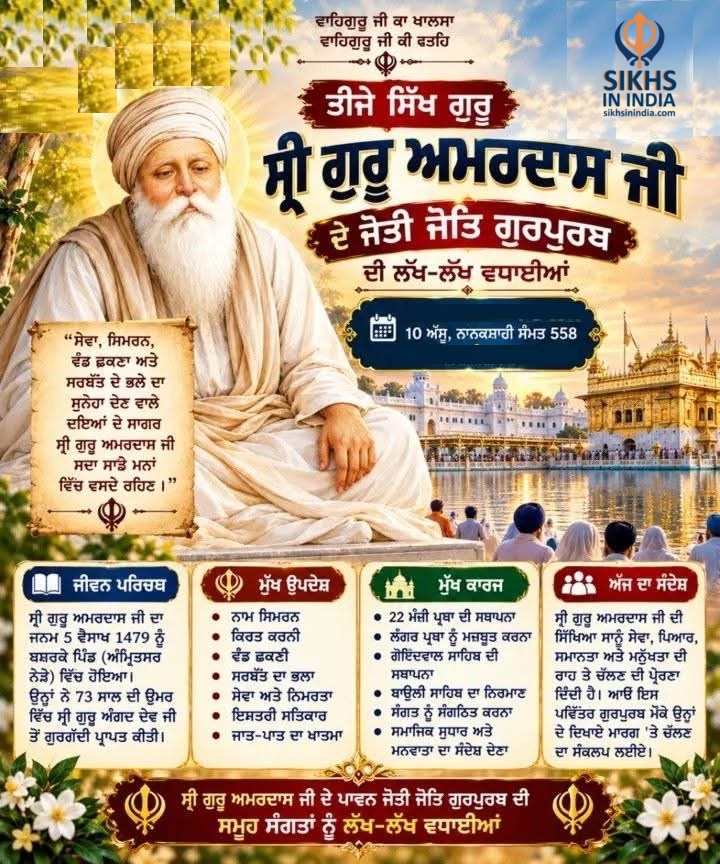 ਵਾਹਿਗੁਰੂ ਜੀ ਕਾ ਖਾਲਸਾ
ਵਾਹਿਗੁਰੂ ਜੀ ਕੀ ਫਤਹਿ
SIKHS
IN INDIA
sikhsinindia.com
ਤੀਜੇ ਸਿੱਖ ਗੁਰੂ
ਸ੍ਰੀ ਗੁਰੂ ਅਮਰਦਾਸ ਜੀ
ਦੇ ਜੋਤੀ ਜੋਤਿ ਗੁਰਪੁਰਬ
ਦੀ ਲੱਖ-ਲੱਖ ਵਧਾਈਆਂ
10 ਅੱਸੂ, ਨਾਨਕਸ਼ਾਹੀ ਸੰਮਤ 558
“ਸੇਵਾ, ਸਿਮਰਨ,
ਵੰਡ ਛਕਣਾ ਅਤੇ
ਸਰਬੱਤ ਦੇ ਭਲੇ ਦਾ
ਸੁਨੇਹਾ ਦੇਣ ਵਾਲੇ
ਦਇਆਂ ਦੇ ਸਾਗਰ
ਸ੍ਰੀ ਗੁਰੂ ਅਮਰਦਾਸ ਜੀ
ਸਦਾ ਸਾਡੇ ਮਨਾਂ
ਵਿੱਚ ਵਸਦੇ ਰਹਿਣ।”
ਜੀਵਨ ਪਰਿਚਬ
ਸ੍ਰੀ ਗੁਰੂ ਅਮਰਦਾਸ ਜੀ ਦਾ
ਜਨਮ 5 ਵੈਸਾਖ 1479 ਨੂੰ
ਬਸ਼ਰਕੇ ਪਿੰਡ (ਅੰਮ੍ਰਿਤਸਰ
ਨੇੜੇ) ਵਿੱਚ ਹੋਇਆ।
ਉਨ੍ਹਾਂ ਨੇ 73 ਸਾਲ ਦੀ ਉਮਰ
ਵਿੱਚ ਸ੍ਰੀ ਗੁਰੂ ਅੰਗਦ ਦੇਵ ਜੀ
ਤੋਂ ਗੁਰਗੱਦੀ ਪ੍ਰਾਪਤ ਕੀਤੀ।
ਮੁੱਖ ਉਪਦੇਸ਼
• ਨਾਮ ਸਿਮਰਨ
• ਕਿਰਤ ਕਰਨੀ
• ਵੰਡ ਛਕਣੀ
• ਸਰਬੱਤ ਦਾ ਭਲਾ
• ਸੇਵਾ ਅਤੇ ਨਿਮਰਤਾ
• ਇਸ਼ਤਰੀ ਸਤਿਕਾਰ
• ਜਾਤ-ਪਾਤ ਦਾ ਖਾਤਮਾ
ਮੁੱਖ ਕਾਰਜ
• 22 ਮੰਜੀ ਪ੍ਰਥਾ ਦੀ ਸਥਾਪਨਾ
• ਲੰਗਰ ਪ੍ਰਥਾ ਨੂੰ ਮਜ਼ਬੂਤ ਕਰਨਾ
• ਗੋਇੰਦਵਾਲ ਸਾਹਿਬ ਦੀ
ਸਥਾਪਨਾ
• ਬਾਉਲੀ ਸਾਹਿਬ ਦਾ ਨਿਰਮਾਣ
• ਸੰਗਤ ਨੂੰ ਸੰਗਠਿਤ ਕਰਨਾ
• ਸਮਾਜਿਕ ਸੁਧਾਰ ਅਤੇ
ਮਨਵਾਤਾ ਦਾ ਸੰਦੇਸ਼ ਦੇਣਾ
ਅੱਜ ਦਾ ਸੰਦੇਸ਼
ਸ੍ਰੀ ਗੁਰੂ ਅਮਰਦਾਸ ਜੀ ਦੀ
ਸਿੱਖਿਆ ਸਾਨੂੰ ਸੇਵਾ, ਪਿਆਰ,
ਸਮਾਨਤਾ ਅਤੇ ਮਨੁੱਖਤਾ ਦੀ
ਰਾਹ ਤੇ ਚੱਲਣ ਦੀ ਪ੍ਰੇਰਣਾ
ਦਿੰਦੀ ਹੈ। ਆਓ ਇਸ
ਪਵਿੱਤਰ ਗੁਰਪੁਰਬ ਮੌਕੇ ਉਨ੍ਹਾਂ
ਦੇ ਦਿਖਾਏ ਮਾਰਗ 'ਤੇ ਚੱਲਣ
ਦਾ ਸੰਕਲਪ ਲਈਏ।
ਸ੍ਰੀ ਗੁਰੂ ਅਮਰਦਾਸ ਜੀ ਦੇ ਪਾਵਨ ਜੋਤੀ ਜੋਤਿ ਗੁਰਪੁਰਬ ਦੀ
ਸਮੂਹ ਸੰਗਤਾਂ ਨੂੰ ਲੱਖ-ਲੱਖ ਵਧਾਈਆਂ